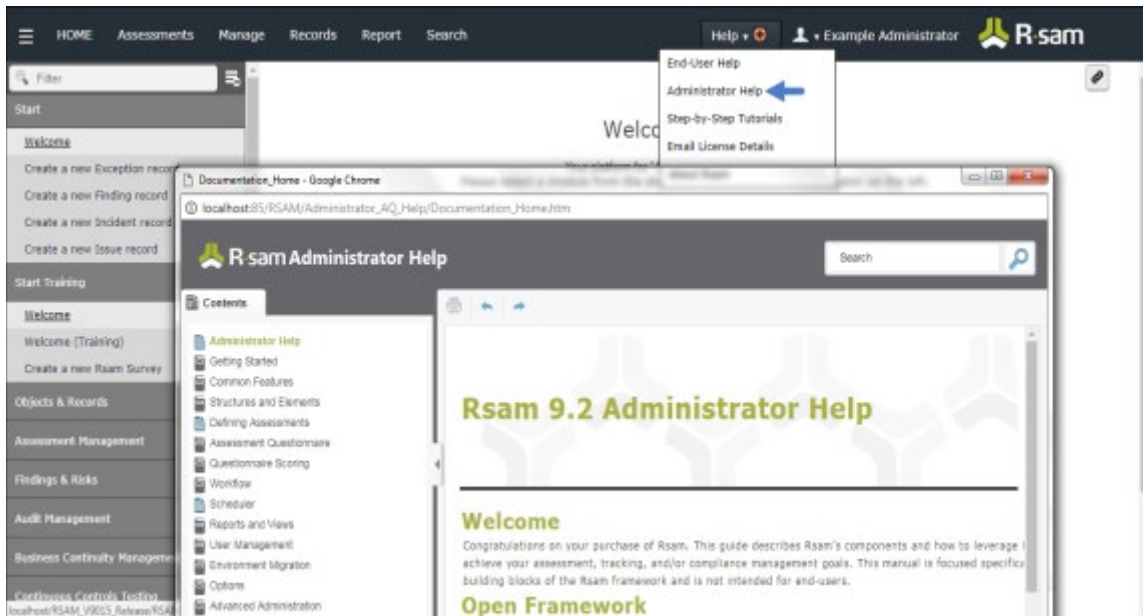 HOME Assessments Manage Records Report Search Help Example Administrator R·sam
Filter
End-User Help
Start
Administrator Help
Welcome
Step-by-Step Tutorials
Email License Details
Create a new Exception record
Create a new Finding record
Create a new Incident record
Create a new Issue record
Start Training
Welcome
Welcome (Training)
Create a new Rsam Survey
Objects & Records
Assessment Management
Findings & Risks
Audit Management
Business Continuity
Continuous Controls Testing
Documentation_Home - Google Chrome
localhost:85/RSAM/Administrator_AQ_Help/Documentation_Home.htm
R·sam Administrator Help
Search
Contents
Administrator Help
Getting Started
Common Features
Structures and Elements
Defining Assessments
Assessment Questionnaire
Questionnaire Scoring
Workflow
Scheduler
Reports and Views
User Management
Environment Migration
Options
Advanced Administration
Rsam 9.2 Administrator Help
Welcome
Congratulations on your purchase of Rsam. This guide describes Rsam's components and how to leverage
achieve your assessment, tracking, and/or compliance management goals. This manual is focused
building blocks of the Rsam framework and is not intended for end-users.
Open Framework